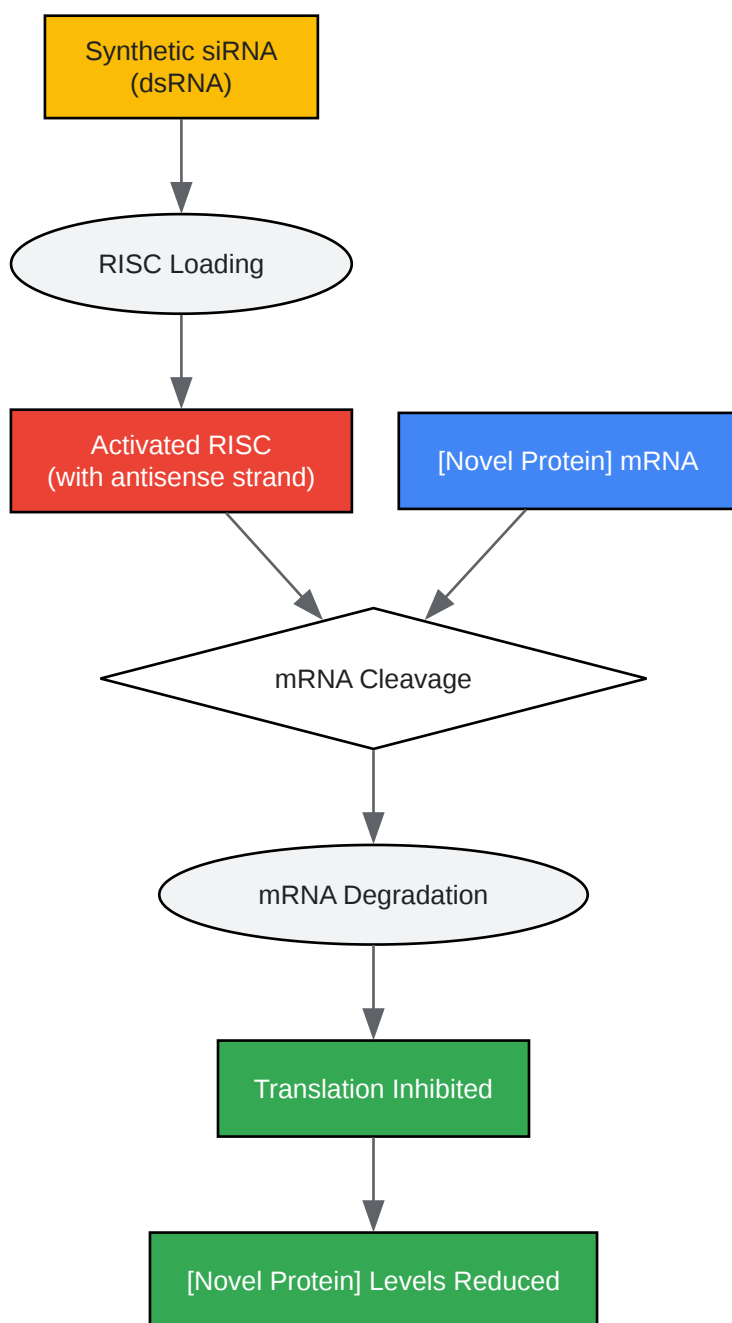 Synthetic siRNA
(dsRNA)
RISC Loading
Activated RISC
(with antisense strand)
[Novel Protein] mRNA
mRNA Cleavage
mRNA Degradation
Translation Inhibited
[Novel Protein] Levels Reduced